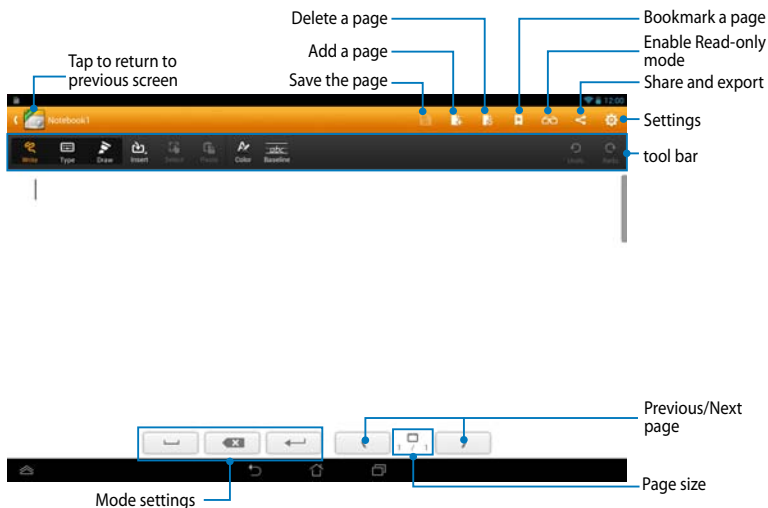 Delete a page
Bookmark a page
Add a page
Enable Read-only
mode
Tap to return to
previous screen
Save the page
Share and export
12:00
Notebook1
Settings
Write
Type
Draw
Insert
Select
Paste
Color
abc
Baseline
Undo
Redo
tool bar
Previous/Next
page
1 / 1
Page size
Mode settings